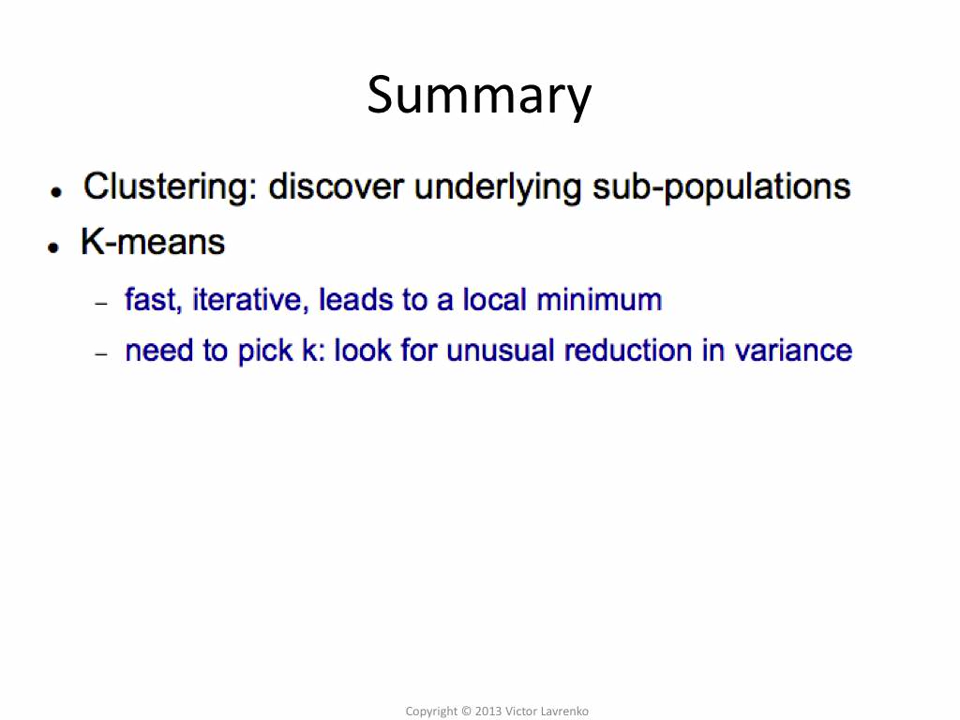 Summary
• Clustering: discover underlying sub-populations
• K-means
– fast, iterative, leads to a local minimum
– need to pick k: look for unusual reduction in variance
Copyright © 2013 Victor Lavrenko